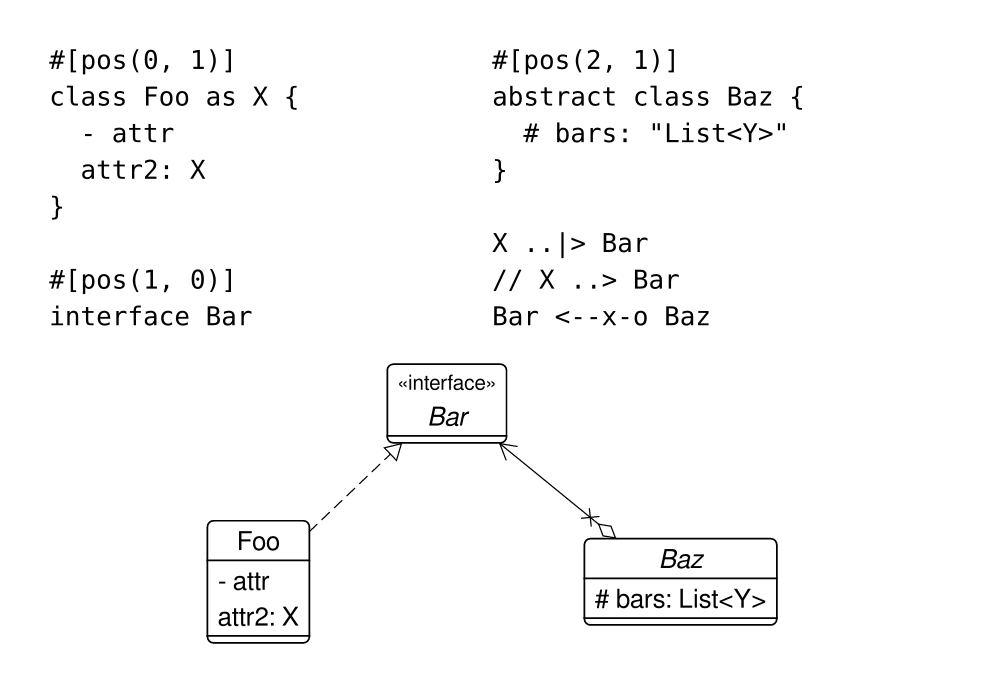 #[pos(0, 1)]
class Foo as X {
  - attr
  attr2: X
}

#[pos(1, 0)]
interface Bar

#[pos(2, 1)]
abstract class Baz {
  # bars: "List<Y>"
}

X ..|> Bar
// X ..> Bar
Bar <--x-o Baz

«interface»
Bar
Foo
- attr
attr2: X
Baz
# bars: List<Y>